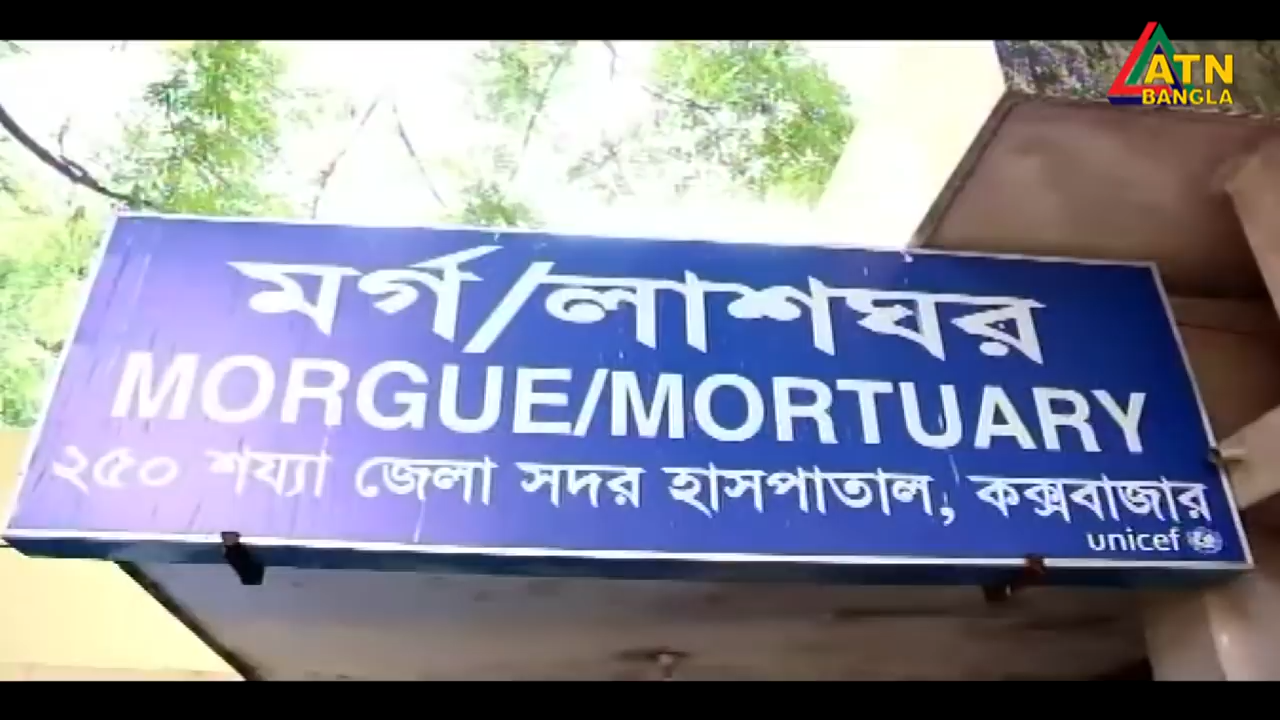 ATN
BANGLA
মর্গ/লাশঘর
MORGUE/MORTUARY
২৫০ শয্যা জেলা সদর হাসপাতাল, কক্সবাজার
unicef